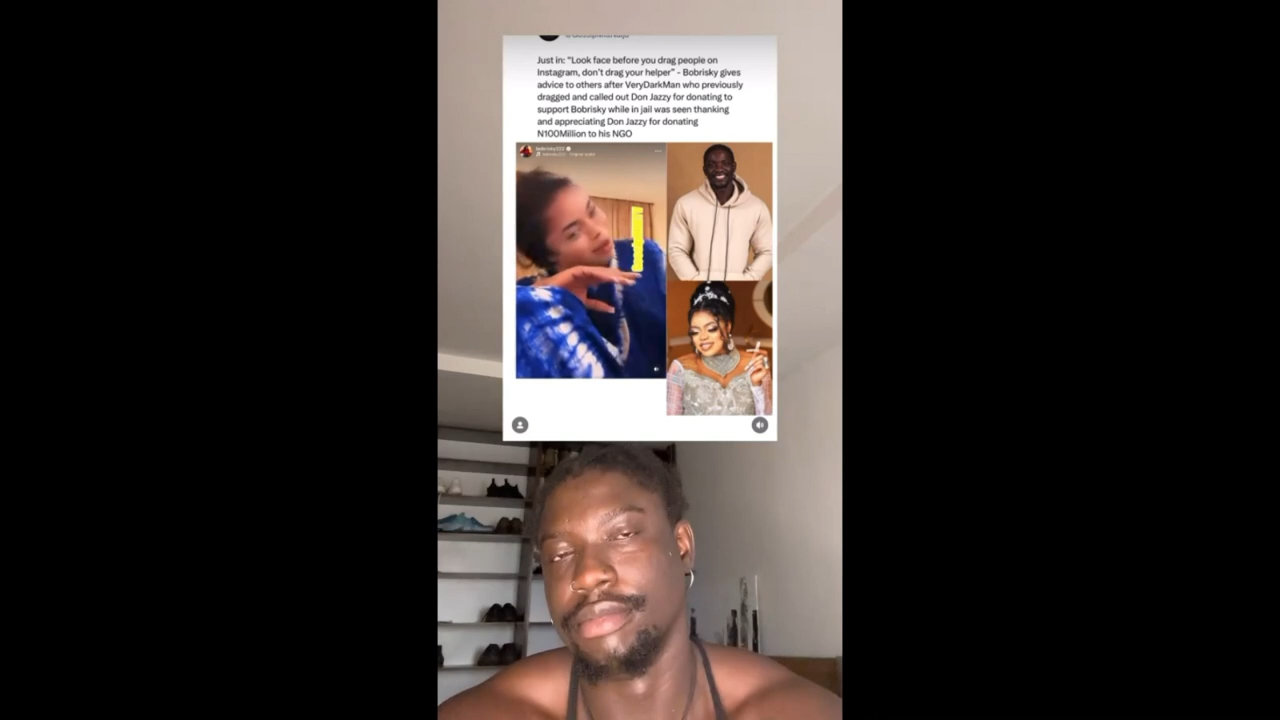 Just in: "Look face before you drag people on
Instagram, don't drag your helper" - Bobrisky gives
advice to others after VeryDarkMan who previously
dragged and called out Don Jazzy for donating to
support Bobrisky while in jail was seen thanking
and appreciating Don Jazzy for donating
N100Million to his NGO